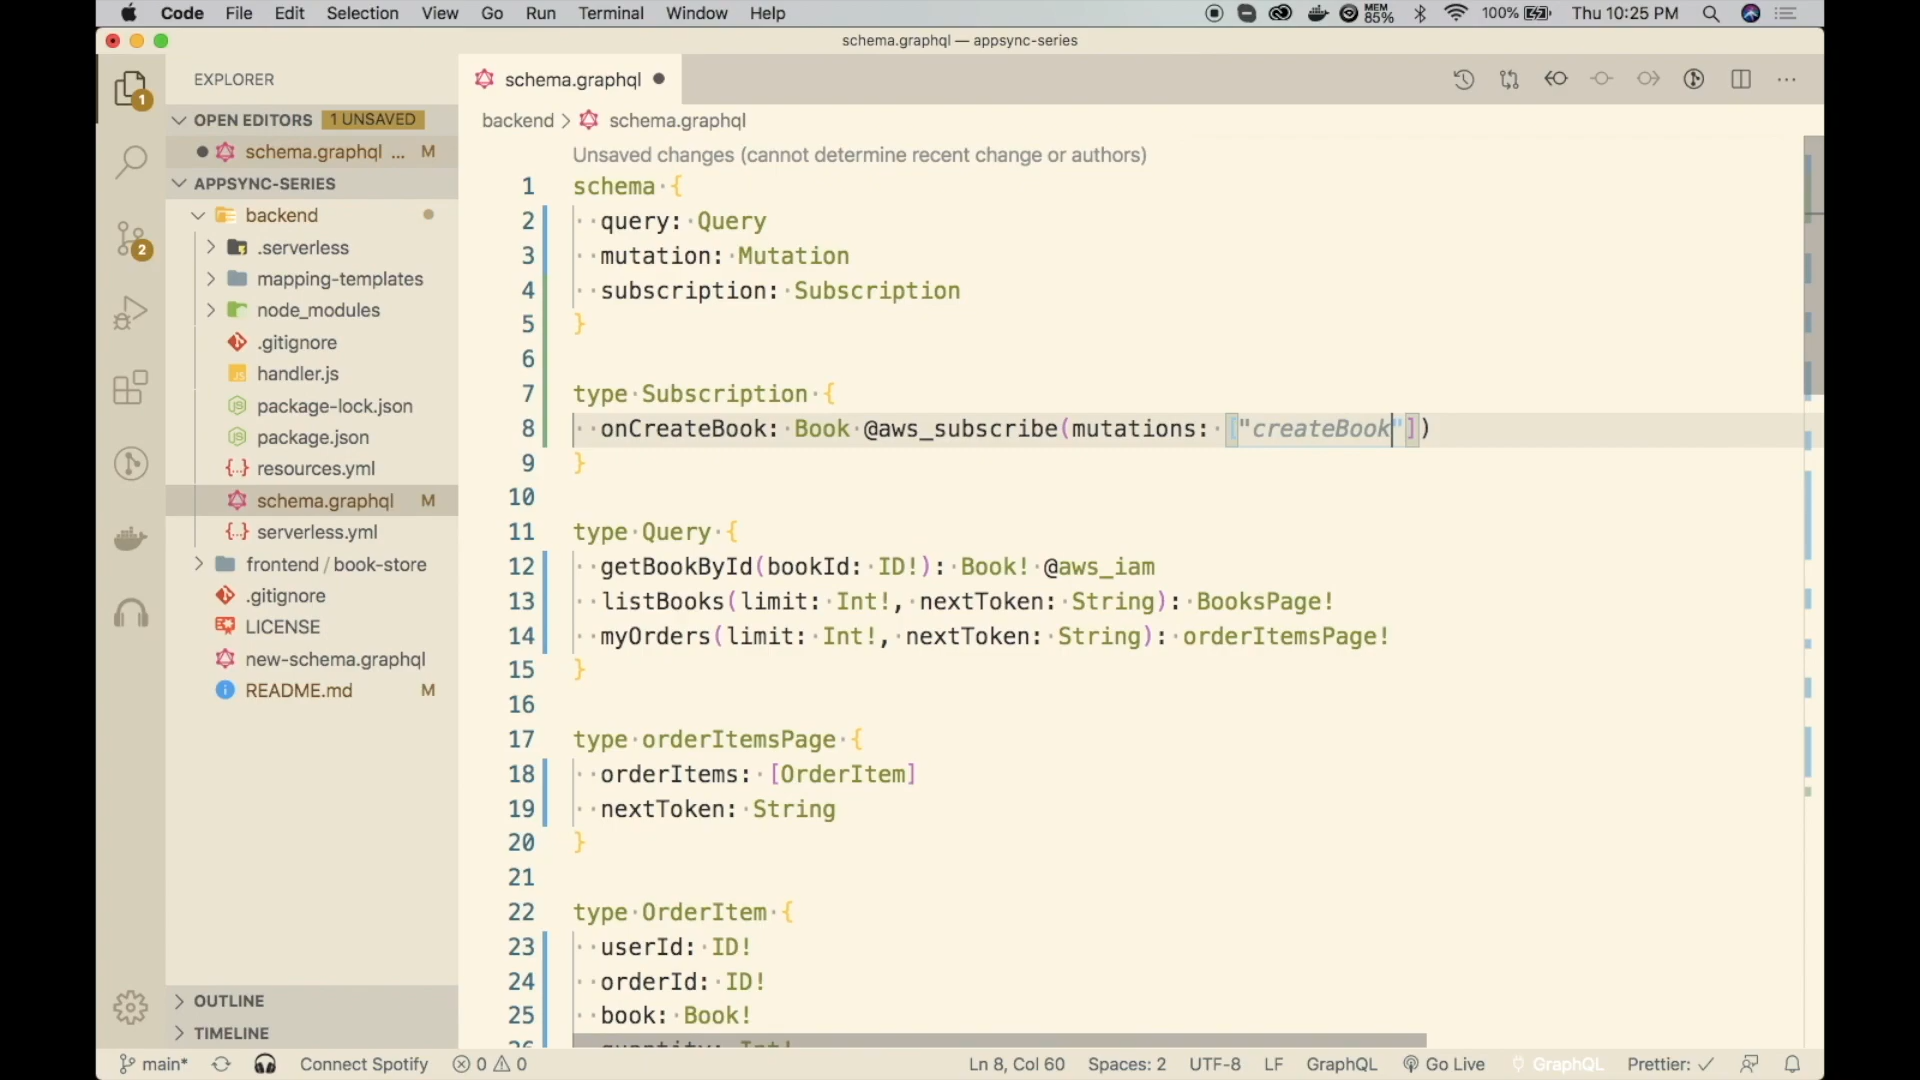 Code File Edit Selection View Go Run Terminal Window Help MEM 85% 100% Thu 10:25 PM
schema.graphql — appsync-series
EXPLORER
OPEN EDITORS 1 UNSAVED
schema.graphql ... M
APPSYNC-SERIES
backend
.serverless
mapping-templates
node_modules
.gitignore
handler.js
package-lock.json
package.json
resources.yml
schema.graphql M
serverless.yml
frontend / book-store
.gitignore
LICENSE
new-schema.graphql
README.md M
OUTLINE
TIMELINE
1
2
schema.graphql
backend > schema.graphql
Unsaved changes (cannot determine recent change or authors)
1 schema {
2 query: Query
3 mutation: Mutation
4 subscription: Subscription
5 }
6
7 type Subscription {
8 onCreateBook: Book @aws_subscribe(mutations: ["createBook"])
9 }
10
11 type Query {
12 getBookById(bookId: ID!): Book! @aws_iam
13 listBooks(limit: Int!, nextToken: String): BooksPage!
14 myOrders(limit: Int!, nextToken: String): orderItemsPage!
15 }
16
17 type orderItemsPage {
18 orderItems: [OrderItem]
19 nextToken: String
20 }
21
22 type OrderItem {
23 userId: ID!
24 orderId: ID!
25 book: Book!
26 quantity: Int!
main* Connect Spotify 0 0 Ln 8, Col 60 Spaces: 2 UTF-8 LF GraphQL Go Live GraphQL Prettier: ✓